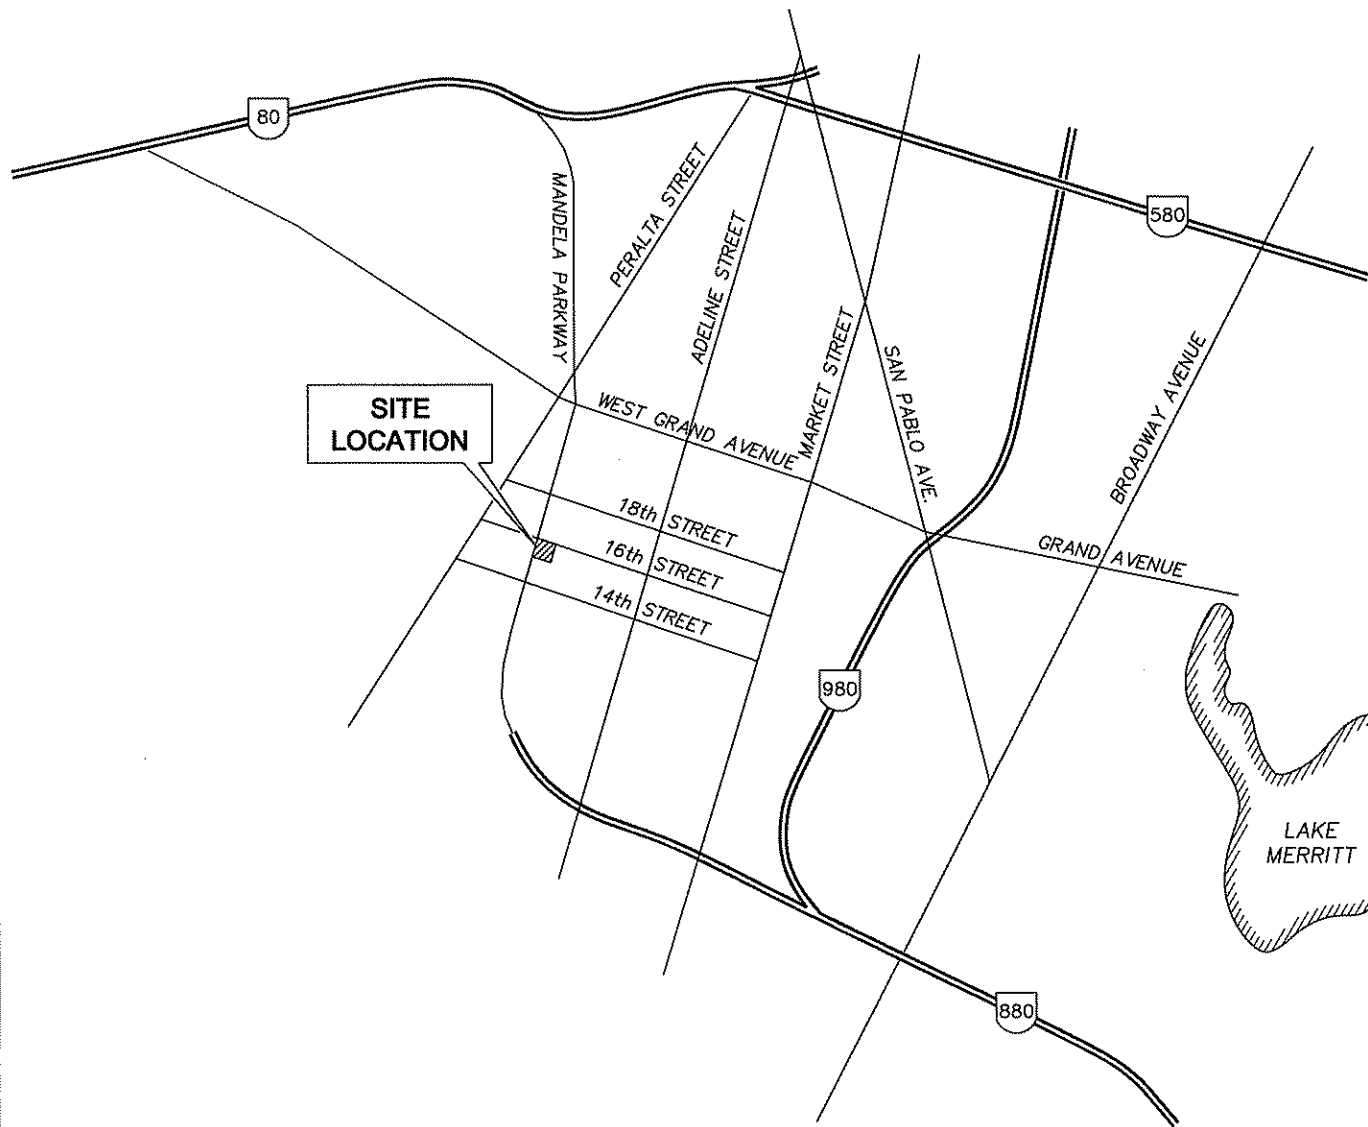 80
580
MANDELA PARKWAY
PERALTA STREET
ADELINE STREET
MARKET STREET
SAN PABLO AVE.
BROADWAY AVENUE
SITE
LOCATION
WEST GRAND AVENUE
GRAND AVENUE
18th STREET
16th STREET
14th STREET
980
LAKE
MERRITT
880